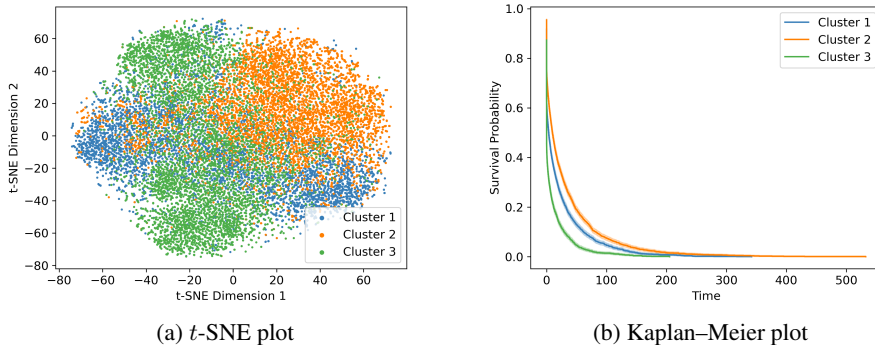 60
40
20
0
−20
−40
−60
−80
t-SNE Dimension 2
−80 −60 −40 −20 0 20 40 60
t-SNE Dimension 1
Cluster 1
Cluster 2
Cluster 3
(a) t-SNE plot
1.0
0.8
0.6
0.4
0.2
0.0
Survival Probability
0 100 200 300 400 500
Time
Cluster 1
Cluster 2
Cluster 3
(b) Kaplan–Meier plot